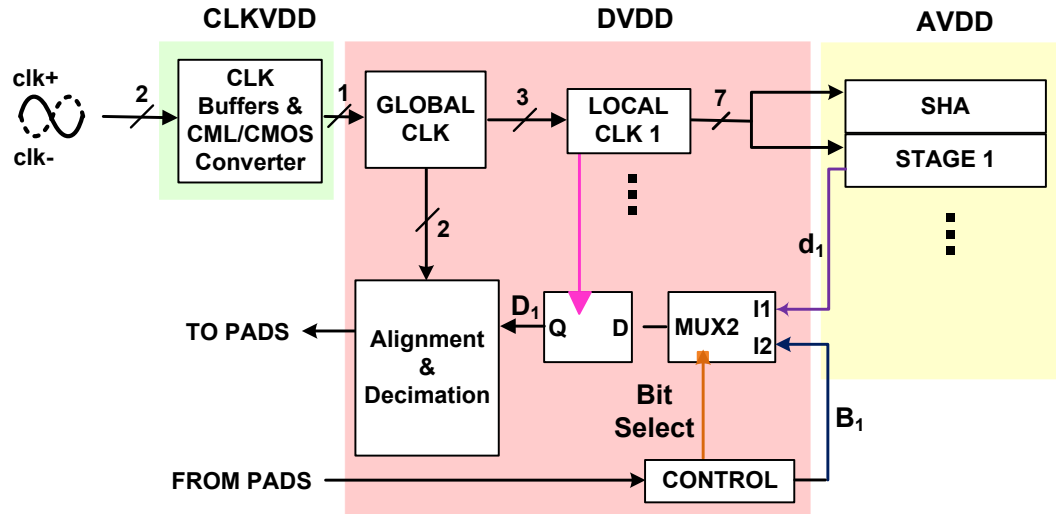 CLKVDD
DVDD
AVDD
clk+
clk-
2
CLK
Buffers &
CML/CMOS
Converter
1
GLOBAL
CLK
3
LOCAL
CLK 1
7
SHA
STAGE 1
2
d1
TO PADS
Alignment
&
Decimation
D1
Q
D
MUX2
I1
I2
Bit
Select
B1
FROM PADS
CONTROL